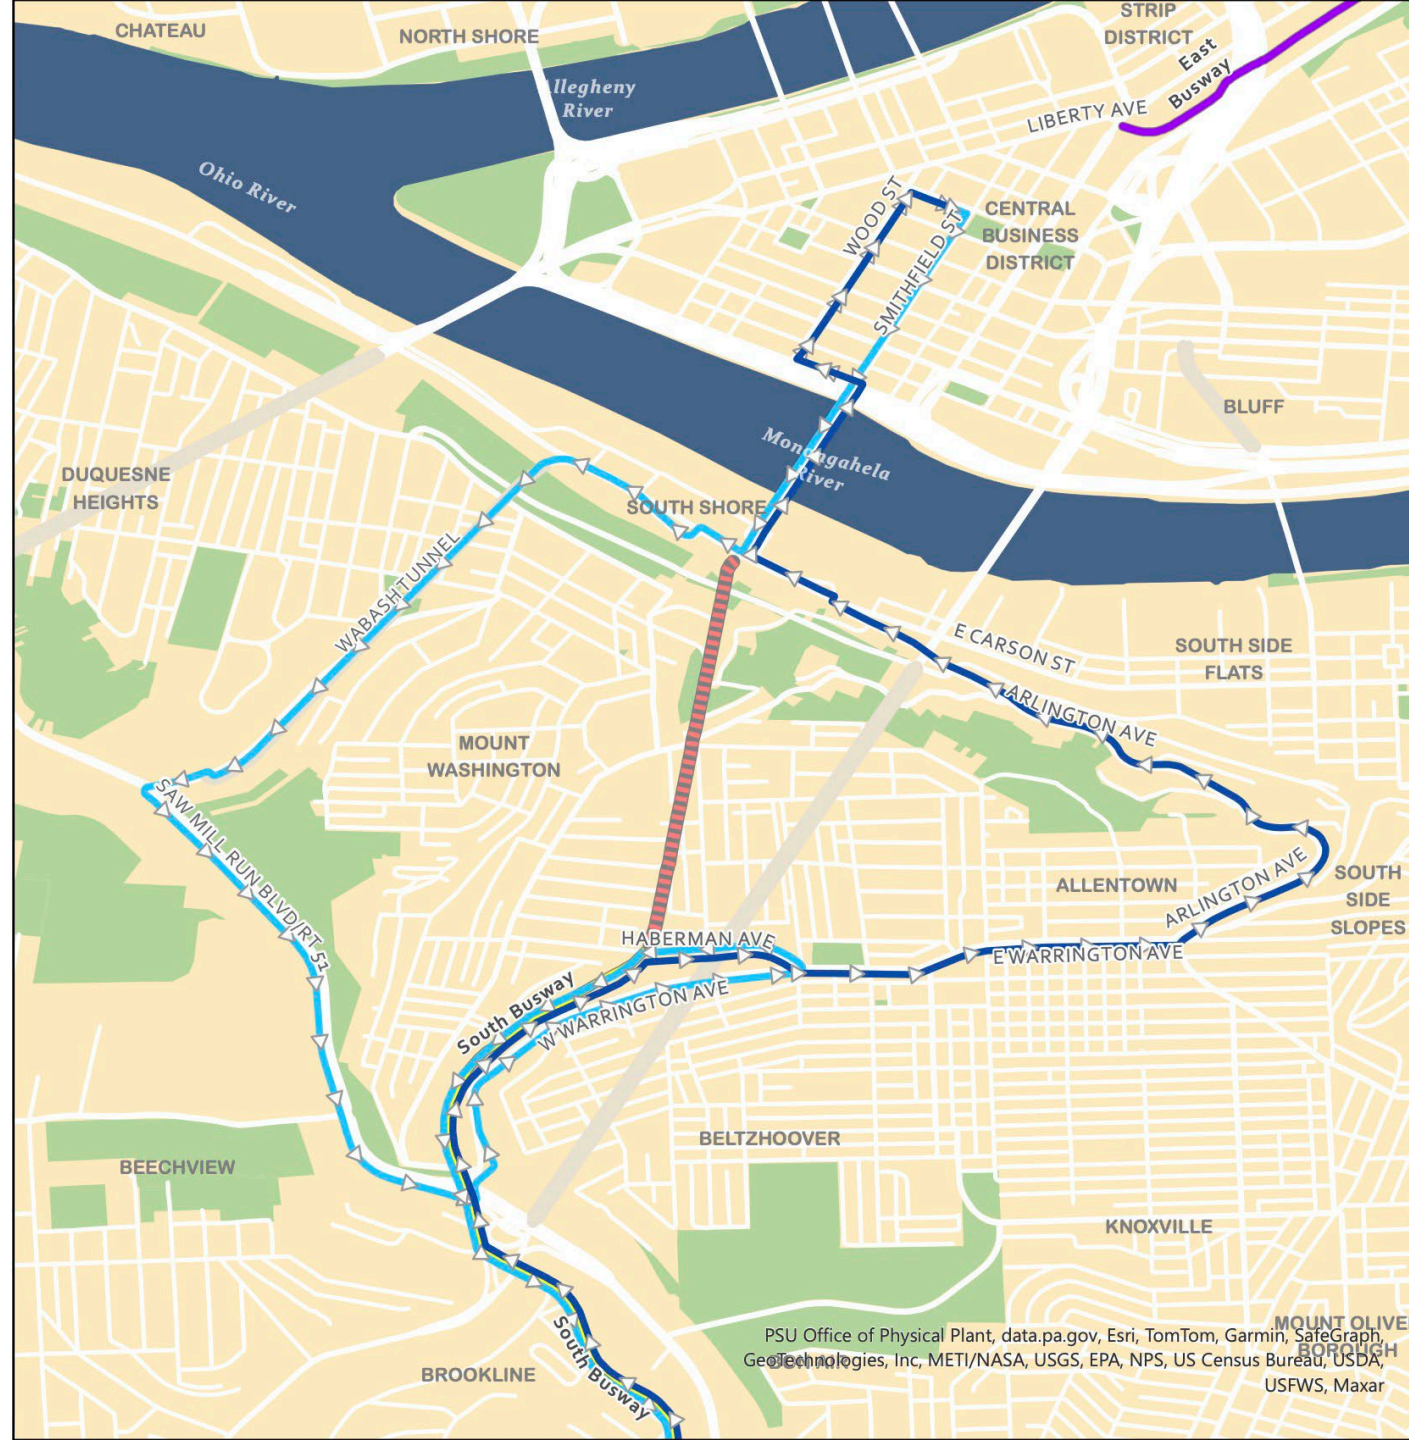 STRIP
DISTRICT
CHATEAU
NORTH SHORE
East
Busway
Allegheny
River
LIBERTY AVE
Ohio River
WOOD ST
SMITHFIELD ST
CENTRAL
BUSINESS
DISTRICT
BLUFF
Monongahela
River
DUQUESNE
HEIGHTS
SOUTH SHORE
WABASH TUNNEL
E CARSON ST
SOUTH SIDE
FLATS
ARLINGTON AVE
MOUNT
WASHINGTON
SAW MILL RUN BLVD/RT 51
ALLENTOWN
ARLINGTON AVE
SOUTH
SIDE
SLOPES
HABERMAN AVE
E WARRINGTON AVE
South Busway
W WARRINGTON AVE
BELTZHOOVER
BEECHVIEW
KNOXVILLE
South Busway
BROOKLINE
MOUNT OLIVE
BOROUGH
BON AIR
PSU Office of Physical Plant, data.pa.gov, Esri, TomTom, Garmin, SafeGraph,
GeoTechnologies, Inc, METI/NASA, USGS, EPA, NPS, US Census Bureau, USDA,
USFWS, Maxar